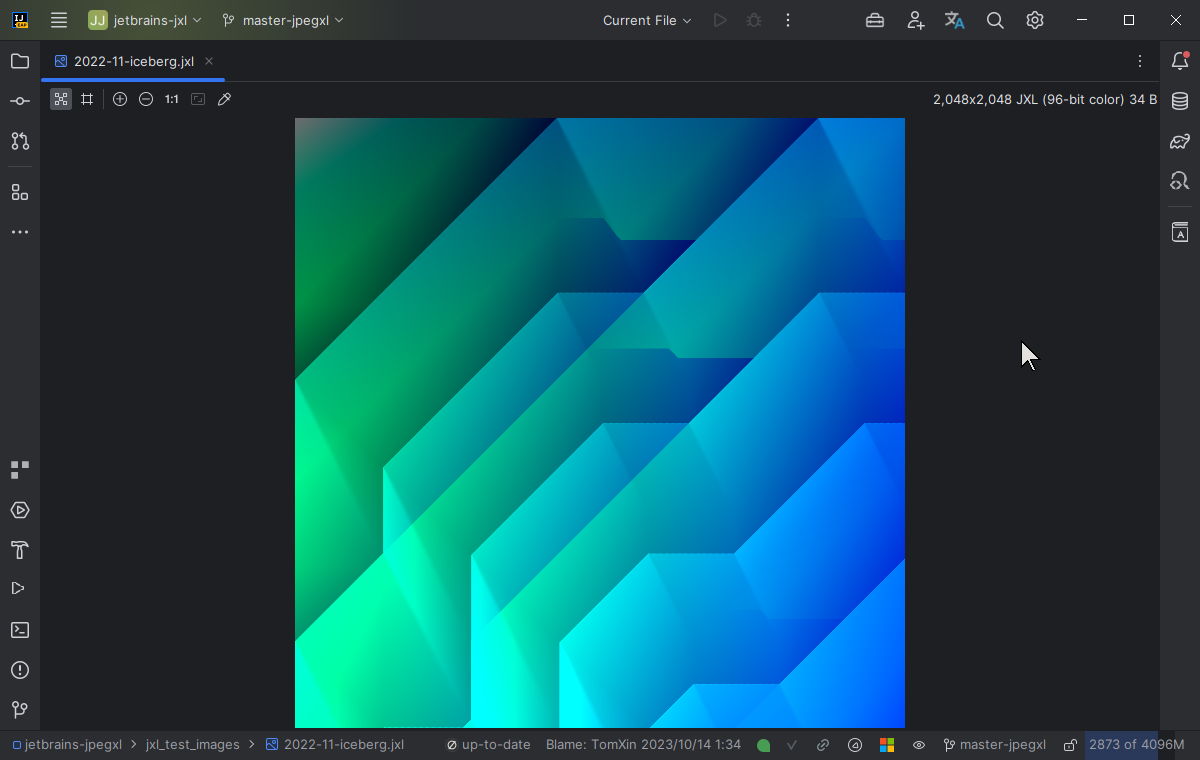 JJ jetbrains-jxl master-jpegxl Current File
2022-11-iceberg.jxl
1:1 2,048x2,048 JXL (96-bit color) 34 B
jetbrains-jpegxl jxl_test_images 2022-11-iceberg.jxl up-to-date Blame: TomXin 2023/10/14 1:34 master-jpegxl 2873 of 4096M